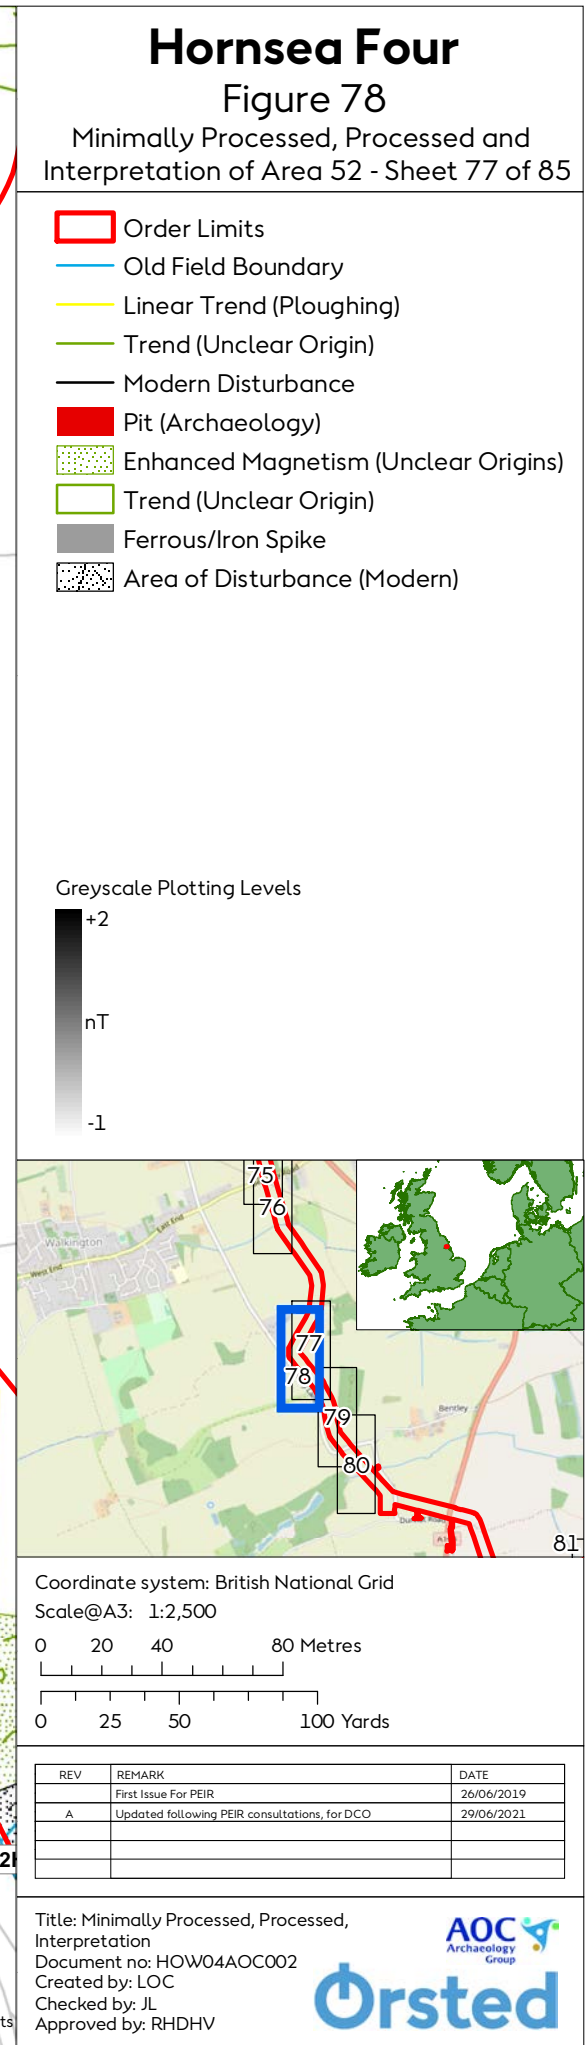 Hornsea Four
Figure 78
Minimally Processed, Processed and
Interpretation of Area 52 - Sheet 77 of 85
Order Limits
Old Field Boundary
Linear Trend (Ploughing)
Trend (Unclear Origin)
Modern Disturbance
Pit (Archaeology)
Enhanced Magnetism (Unclear Origins)
Trend (Unclear Origin)
Ferrous/Iron Spike
Area of Disturbance (Modern)
Greyscale Plotting Levels
+2
nT
-1
75
76
Walkington
East End
West End
77
78
79
Bentley
80
81
Coordinate system: British National Grid
Scale@A3: 1:2,500
0 20 40 80 Metres
0 25 50 100 Yards
REV REMARK DATE
First Issue For PEIR 26/06/2019
A Updated following PEIR consultations, for DCO 29/06/2021
Title: Minimally Processed, Processed,
Interpretation
Document no: HOW04AOC002
Created by: LOC
Checked by: JL
Approved by: RHDHV
AOC
Archaeology
Group
Ørsted
ts